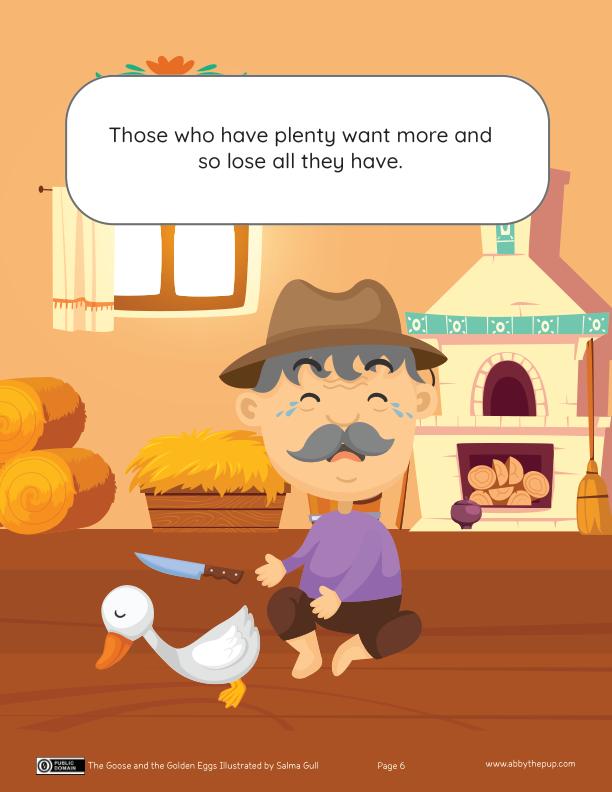 Those who have plenty want more and
so lose all they have.
PUBLIC
DOMAIN
The Goose and the Golden Eggs Illustrated by Salma Gull
Page 6
www.abbythepup.com